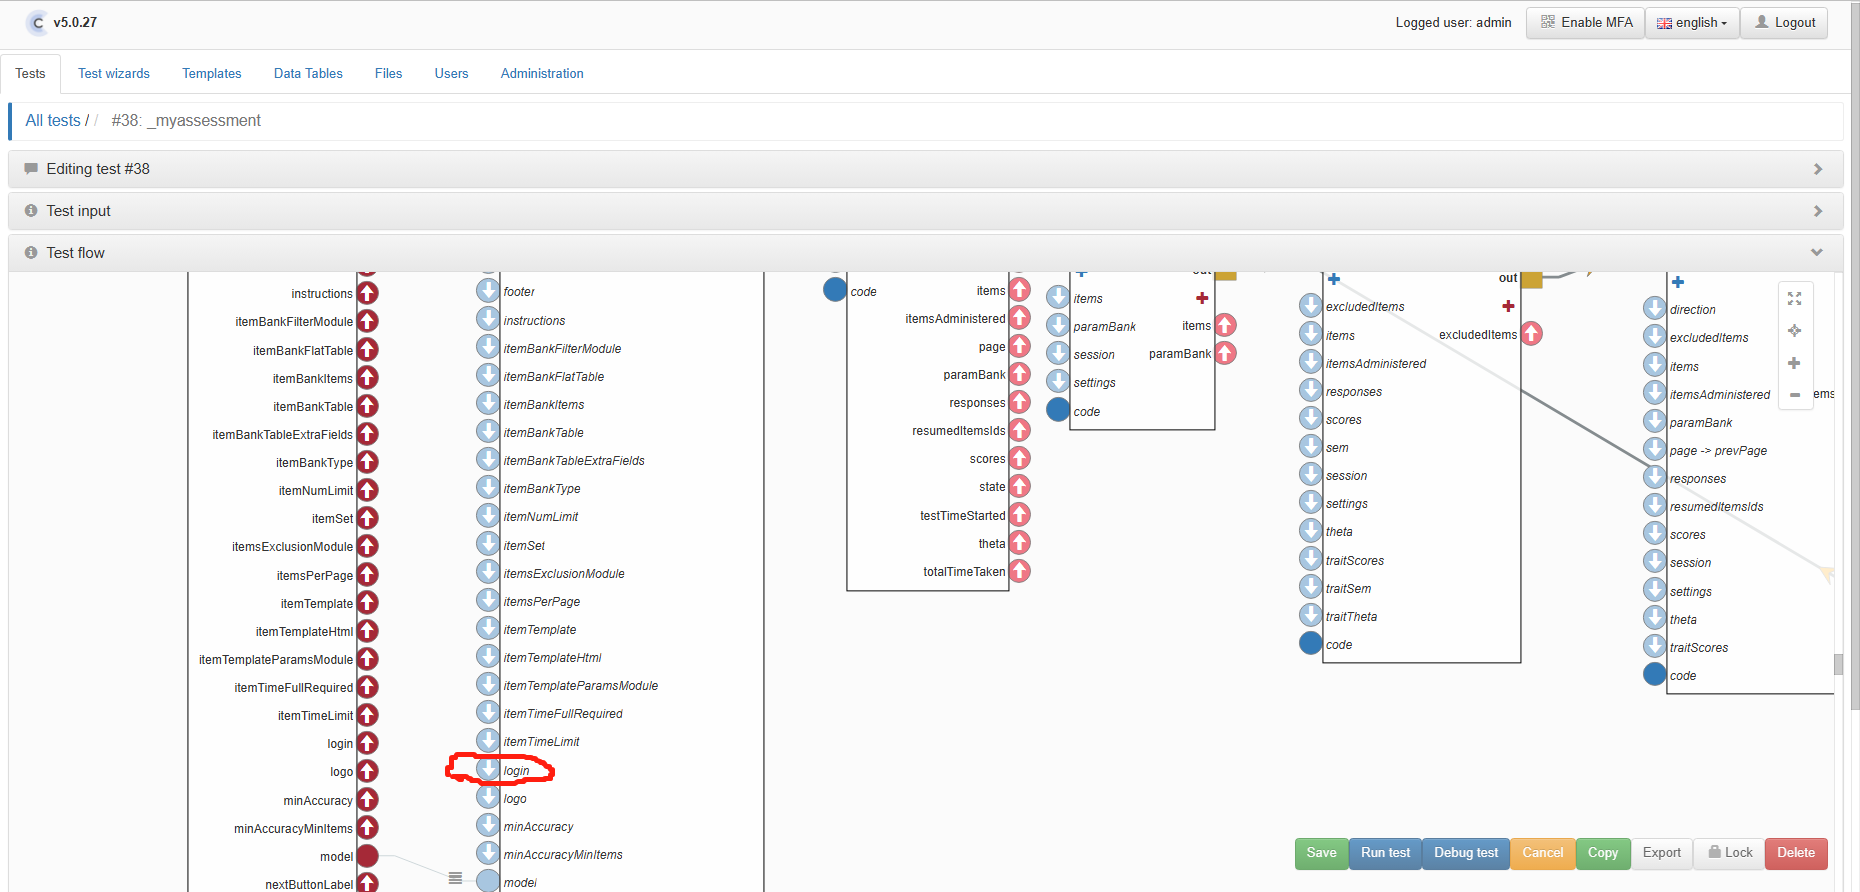 C v5.0.27
Logged user: admin
Enable MFA
english
Logout
Tests
Test wizards
Templates
Data Tables
Files
Users
Administration
All tests / / #38: _myassessment
Editing test #38
Test input
Test flow
instructions
itemBankFilterModule
itemBankFlatTable
itemBankItems
itemBankTable
itemBankTableExtraFields
itemBankType
itemNumLimit
itemSet
itemsExclusionModule
itemsPerPage
itemTemplate
itemTemplateHtml
itemTemplateParamsModule
itemTimeFullRequired
itemTimeLimit
login
logo
minAccuracy
minAccuracyMinItems
model
nextButtonLabel
footer
instructions
itemBankFilterModule
itemBankFlatTable
itemBankItems
itemBankTable
itemBankTableExtraFields
itemBankType
itemNumLimit
itemSet
itemsExclusionModule
itemsPerPage
itemTemplate
itemTemplateHtml
itemTemplateParamsModule
itemTimeFullRequired
itemTimeLimit
login
logo
minAccuracy
minAccuracyMinItems
model
code
items
itemsAdministered
page
paramBank
responses
resumedItemsIds
scores
state
testTimeStarted
theta
totalTimeTaken
out
items
paramBank
session
settings
code
items
paramBank
out
excludedItems
items
itemsAdministered
responses
scores
sem
session
settings
theta
traitScores
traitSem
traitTheta
code
excludedItems
direction
excludedItems
items
itemsAdministered
paramBank
page -> prevPage
responses
resumedItemsIds
scores
session
settings
theta
traitScores
code
ems
Save
Run test
Debug test
Cancel
Copy
Export
Lock
Delete